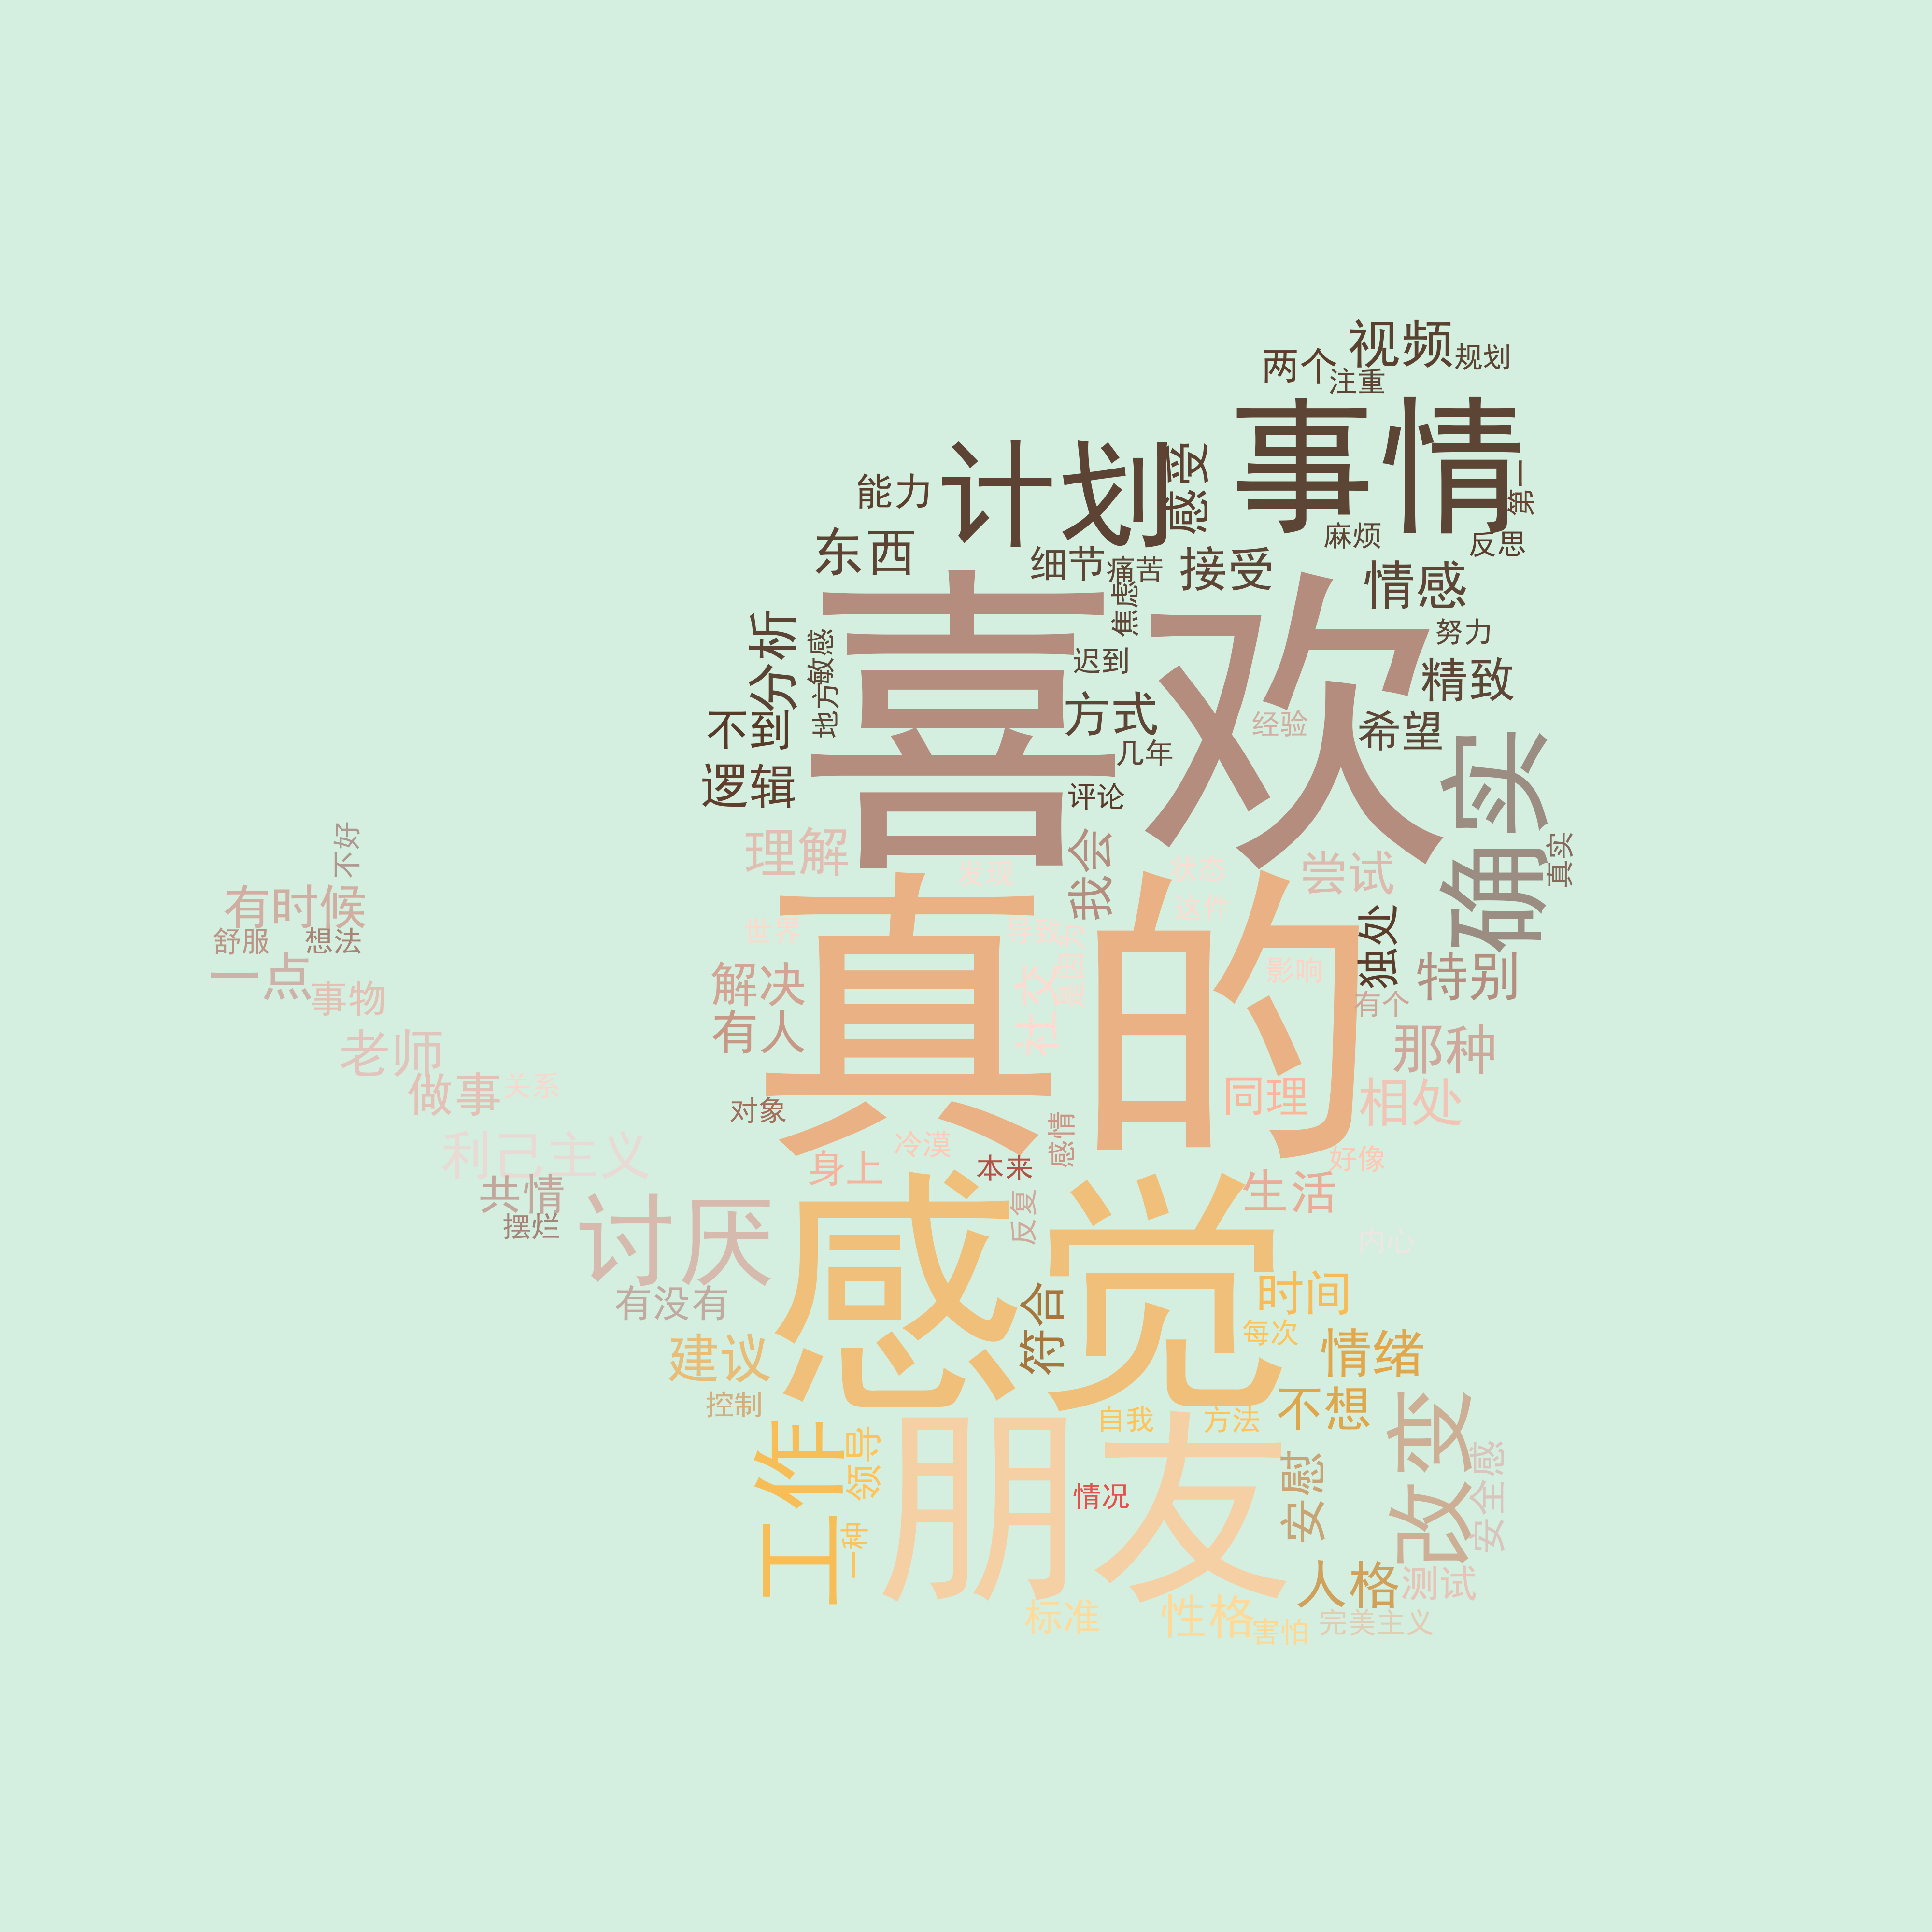 视频
规划
两个
注重
事情
计划
感受
能力
第一
麻烦
反思
东西
细节
痛苦
接受
情感
焦虑
喜欢
努力
分析
敏感
迟到
精致
地方
不到
方式
经验
希望
几年
逻辑
评论
确实
真实
不好
理解
我会
发现
状态
尝试
真的
有时候
这种
世界
导致
独处
舒服
想法
一点
解决
影响
特别
事物
社交
有个
有人
老师
那种
做事
关系
对象
同理
相处
利己主义
冷漠
感情
身上
本来
好像
共情
生活
摆烂
反复
讨厌
感觉
内心
有没有
符合
时间
每次
建议
情绪
控制
自我
方法
不想
工作
领导
朋友
改变
安全感
安慰
情况
一种
人格
测试
标准
性格
害怕
完美主义